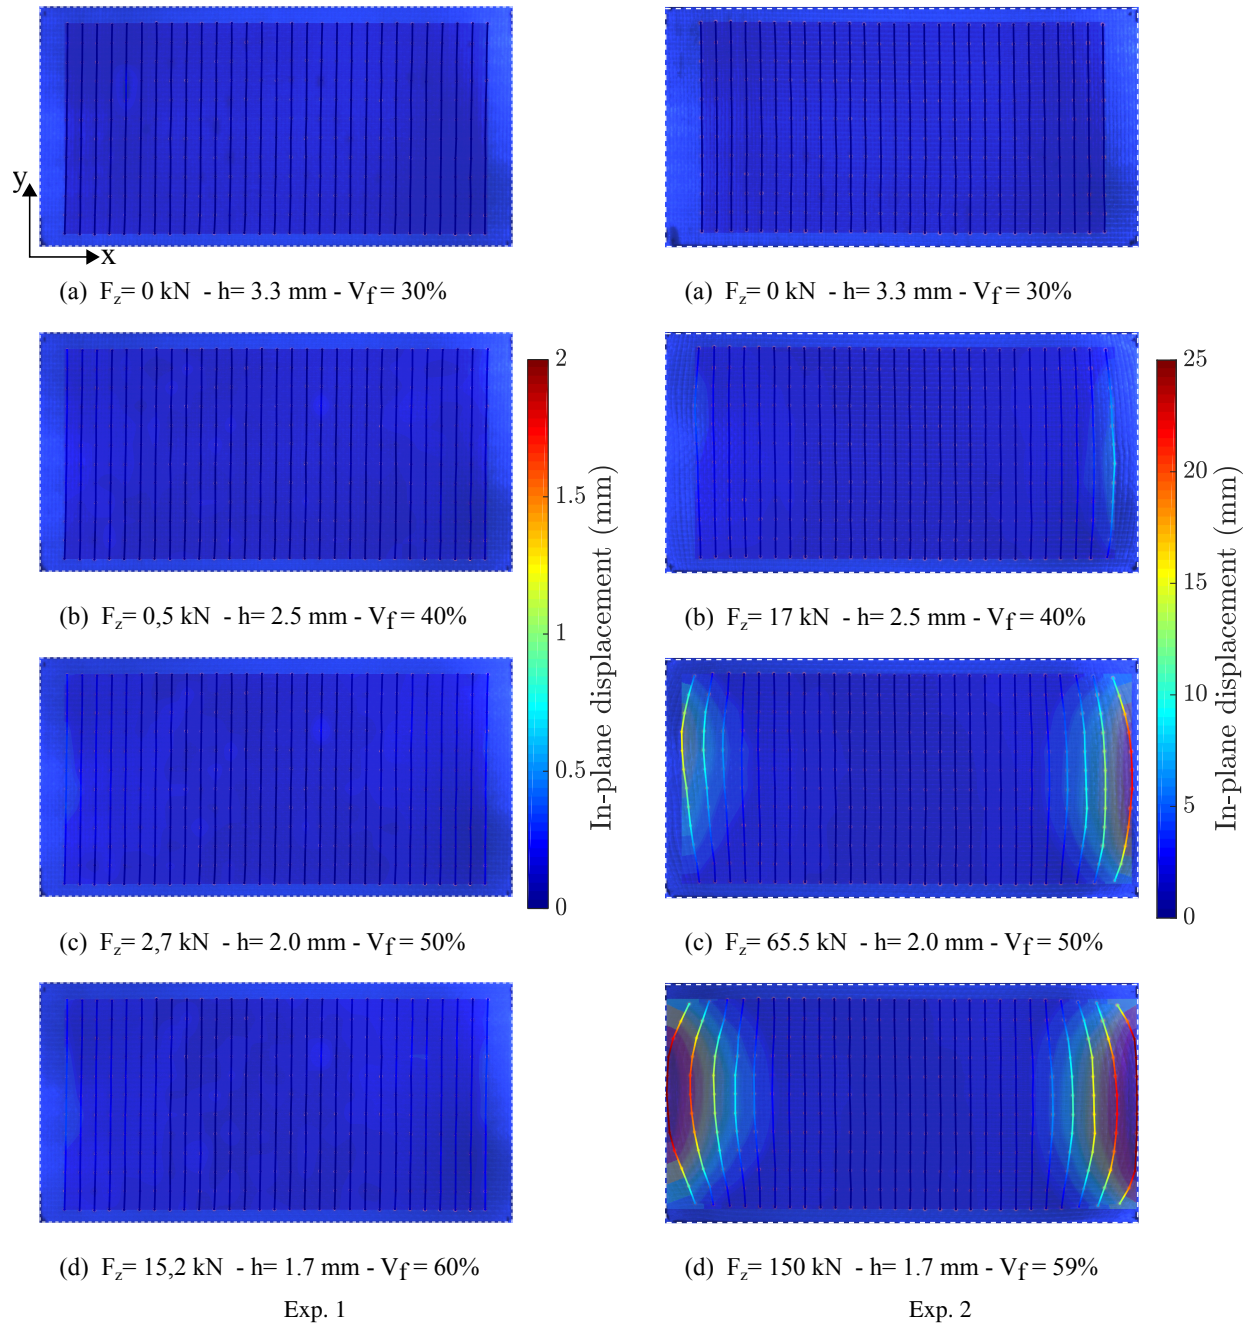 y
x
(a) F_z= 0 kN - h= 3.3 mm - V_f = 30%
(a) F_z= 0 kN - h= 3.3 mm - V_f = 30%
2
1.5
1
0.5
0
In-plane displacement (mm)
25
20
15
10
5
0
In-plane displacement (mm)
(b) F_z= 0,5 kN - h= 2.5 mm - V_f = 40%
(b) F_z= 17 kN - h= 2.5 mm - V_f = 40%
(c) F_z= 2,7 kN - h= 2.0 mm - V_f = 50%
(c) F_z= 65.5 kN - h= 2.0 mm - V_f = 50%
(d) F_z= 15,2 kN - h= 1.7 mm - V_f = 60%
(d) F_z= 150 kN - h= 1.7 mm - V_f = 59%
Exp. 1
Exp. 2